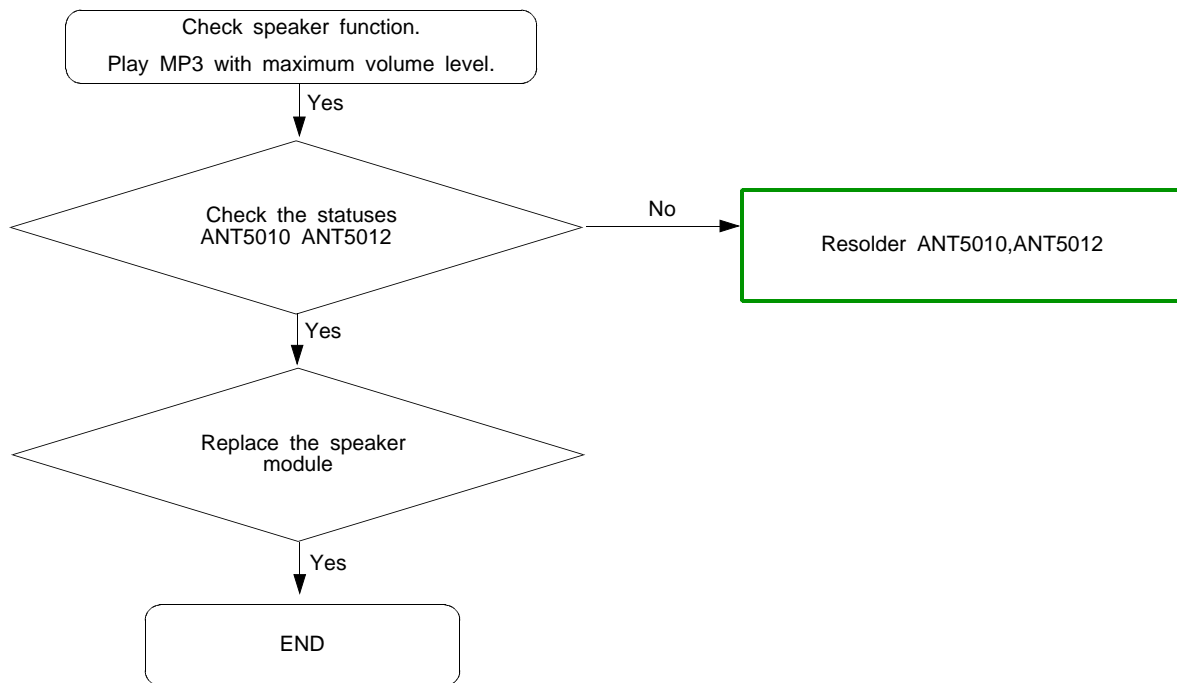 Check speaker function.
Play MP3 with maximum volume level.
Yes
Check the statuses
ANT5010 ANT5012
No
Resolder ANT5010,ANT5012
Yes
Replace the speaker
module
Yes
END